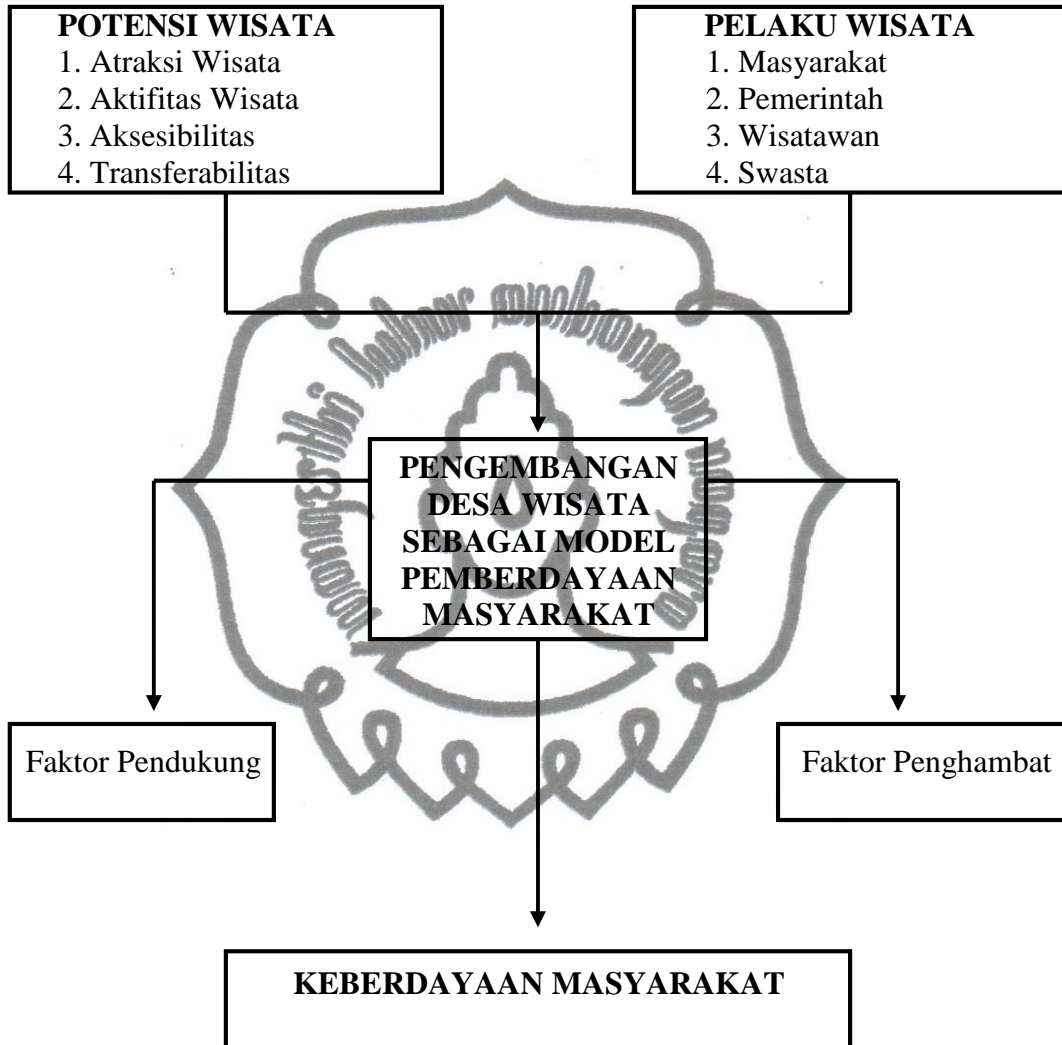 POTENSI WISATA
1. Atraksi Wisata
2. Aktifitas Wisata
3. Aksesibilitas
4. Transferabilitas
PELAKU WISATA
1. Masyarakat
2. Pemerintah
3. Wisatawan
4. Swasta
PENGEMBANGAN
DESA WISATA
SEBAGAI MODEL
PEMBERDAYAAN
MASYARAKAT
Faktor Pendukung
Faktor Penghambat
KEBERDAYAAN MASYARAKAT